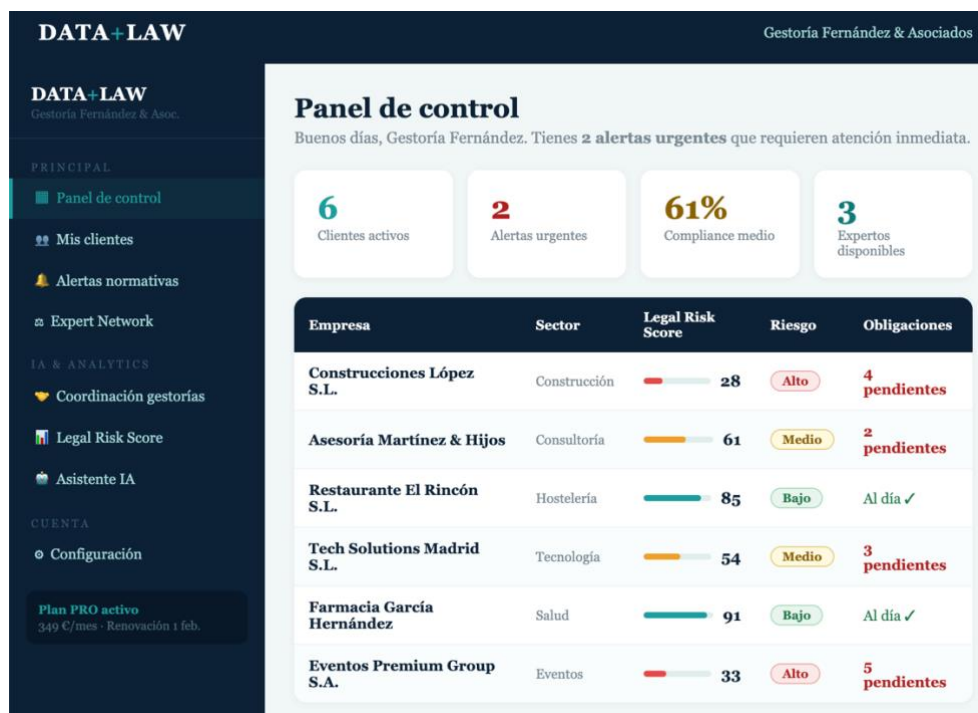 DATA+LAW
Gestoría Fernández & Asociados
DATA+LAW
Gestoría Fernández & Asoc.
PRINCIPAL
Panel de control
Mis clientes
Alertas normativas
Expert Network
IA & ANALYTICS
Coordinación gestorías
Legal Risk Score
Asistente IA
CUENTA
Configuración
Plan PRO activo
349 €/mes · Renovación 1 feb.
Panel de control
Buenos días, Gestoría Fernández. Tienes 2 alertas urgentes que requieren atención inmediata.
6
Clientes activos
2
Alertas urgentes
61%
Compliance medio
3
Expertos
disponibles
Empresa Sector Legal Risk Score Riesgo Obligaciones
Construcciones López S.L. Construcción 28 Alto 4 pendientes
Asesoría Martínez & Hijos Consultoría 61 Medio 2 pendientes
Restaurante El Rincón S.L. Hostelería 85 Bajo Al día ✓
Tech Solutions Madrid S.L. Tecnología 54 Medio 3 pendientes
Farmacia García Hernández Salud 91 Bajo Al día ✓
Eventos Premium Group S.A. Eventos 33 Alto 5 pendientes